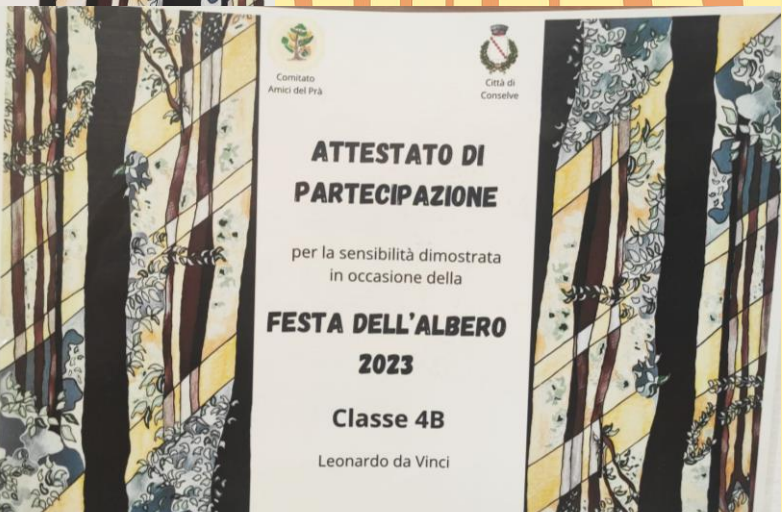 Comitato
Amici del Prà
Città di
Conselve
ATTESTATO DI
PARTECIPAZIONE
per la sensibilità dimostrata
in occasione della
FESTA DELL'ALBERO
2023
Classe 4B
Leonardo da Vinci